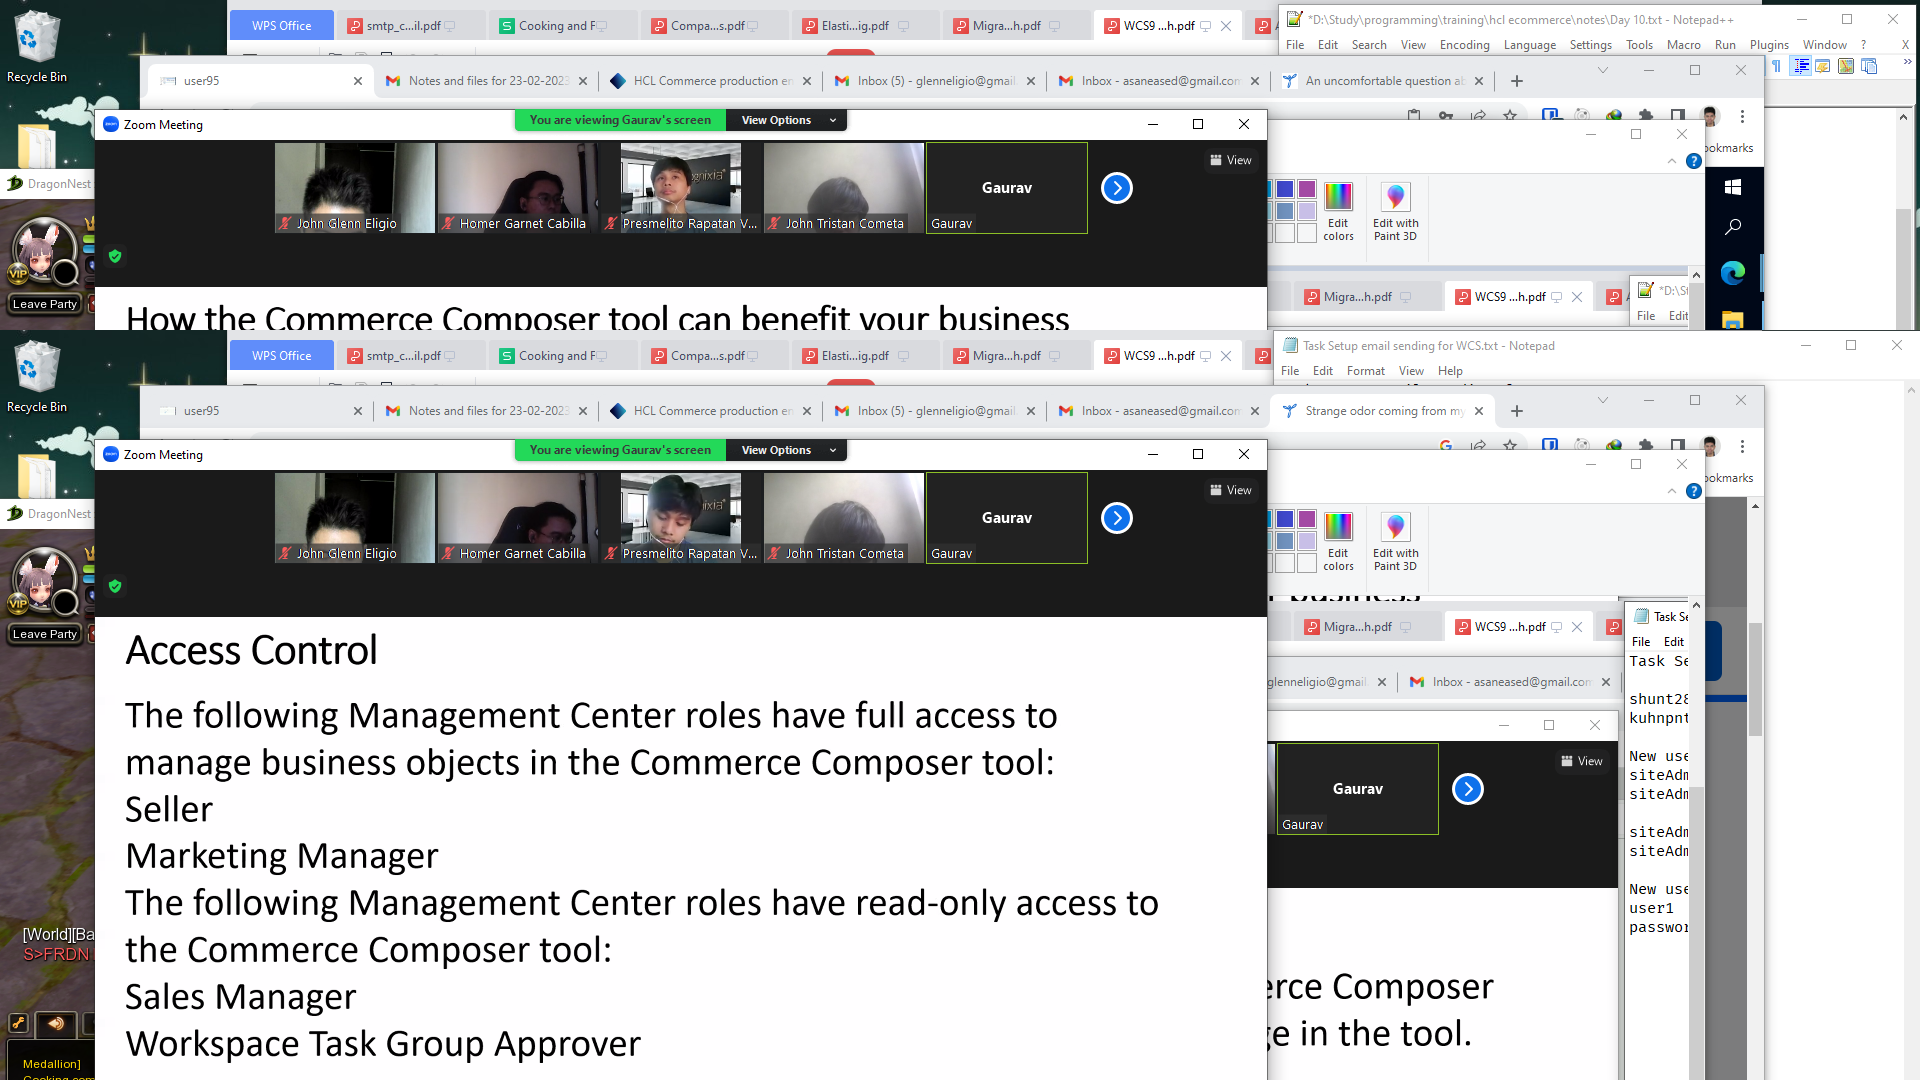 WPS Office
smtp_c...il.pdf
Cooking and F
Compa...s.pdf
Elasti...ig.pdf
Migra...h.pdf
WCS9 ...h.pdf
*D:\Study\programming\training\hcl ecommerce\notes\Day 10.txt - Notepad++
File Edit Search View Encoding Language Settings Tools Macro Run Plugins Window ? X
Recycle Bin
user95
Notes and files for 23-02-2023
HCL Commerce production en
Inbox (5) - glenneligio@gmail.
Inbox - asaneased@gmail.com
An uncomfortable question ab
Zoom Meeting
You are viewing Gaurav's screen
View Options
ookmarks
View
Gaurav
John Glenn Eligio
Homer Garnet Cabilla
Presmelito Rapatan V...
John Tristan Cometa
Gaurav
Edit colors
Edit with Paint 3D
DragonNest
VIP
Leave Party
Migra...h.pdf
WCS9 ...h.pdf
*D:\St
File Edit
How the Commerce Composer tool can benefit your business
WPS Office
smtp_c...il.pdf
Cooking and F
Compa...s.pdf
Elasti...ig.pdf
Migra...h.pdf
WCS9 ...h.pdf
Task Setup email sending for WCS.txt - Notepad
File Edit Format View Help
Recycle Bin
user95
Notes and files for 23-02-2023
HCL Commerce production en
Inbox (5) - glenneligio@gmail.
Inbox - asaneased@gmail.com
Strange odor coming from my
Zoom Meeting
You are viewing Gaurav's screen
View Options
ookmarks
View
Gaurav
John Glenn Eligio
Homer Garnet Cabilla
Presmelito Rapatan V...
John Tristan Cometa
Gaurav
Edit colors
Edit with Paint 3D
DragonNest
VIP
Leave Party
business
Migra...h.pdf
WCS9 ...h.pdf
Task Se
File Edit
glenneligio@gmail.
Inbox - asaneased@gmail.com
Task Se
shunt28
kuhnpnt
New use
siteAdm
siteAdm
siteAdm
siteAdm
New use
user1
passwor
View
Gaurav
Gaurav
Access Control
The following Management Center roles have full access to
manage business objects in the Commerce Composer tool:
Seller
Marketing Manager
The following Management Center roles have read-only access to
the Commerce Composer tool:
Sales Manager
Workspace Task Group Approver
erce Composer
ge in the tool.
[World][Ba
S>FRDN
Medallion]